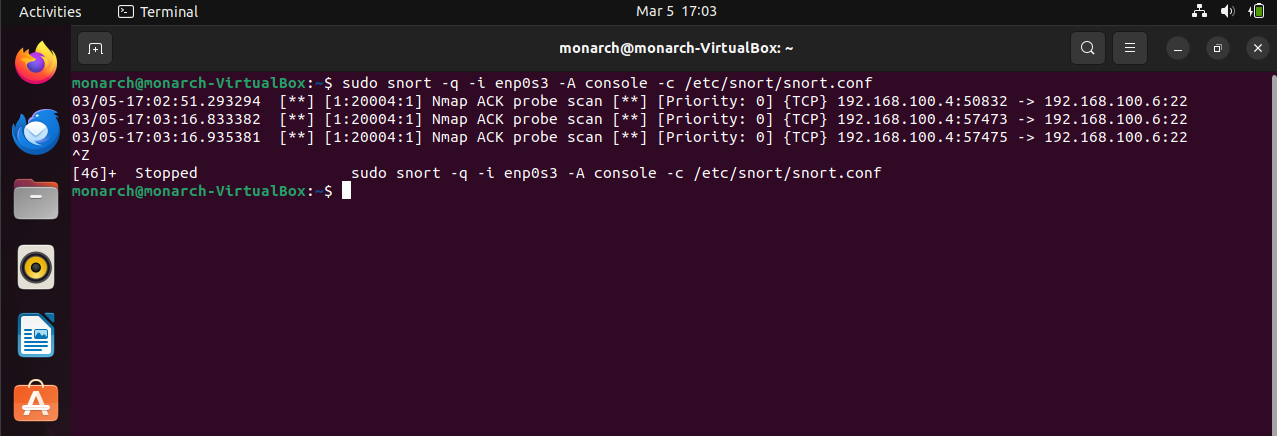 Activities Terminal Mar 5 17:03
monarch@monarch-VirtualBox: ~
monarch@monarch-VirtualBox:~$ sudo snort -q -i enp0s3 -A console -c /etc/snort/snort.conf
03/05-17:02:51.293294  [**] [1:20004:1] Nmap ACK probe scan [**] [Priority: 0] {TCP} 192.168.100.4:50832 -> 192.168.100.6:22
03/05-17:03:16.833382  [**] [1:20004:1] Nmap ACK probe scan [**] [Priority: 0] {TCP} 192.168.100.4:57473 -> 192.168.100.6:22
03/05-17:03:16.935381  [**] [1:20004:1] Nmap ACK probe scan [**] [Priority: 0] {TCP} 192.168.100.4:57475 -> 192.168.100.6:22
^Z
[46]+  Stopped                 sudo snort -q -i enp0s3 -A console -c /etc/snort/snort.conf
monarch@monarch-VirtualBox:~$